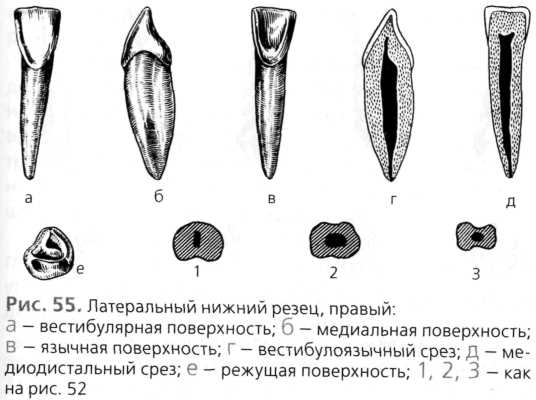 а б в г д
е 1 2 3
Рис. 55. Латеральный нижний резец, правый:
а — вестибулярная поверхность; б — медиальная поверхность;
в — язычная поверхность; г — вестибулоязычный срез; д — ме-
диодистальный срез; е — режущая поверхность; 1, 2, 3 — как
на рис. 52